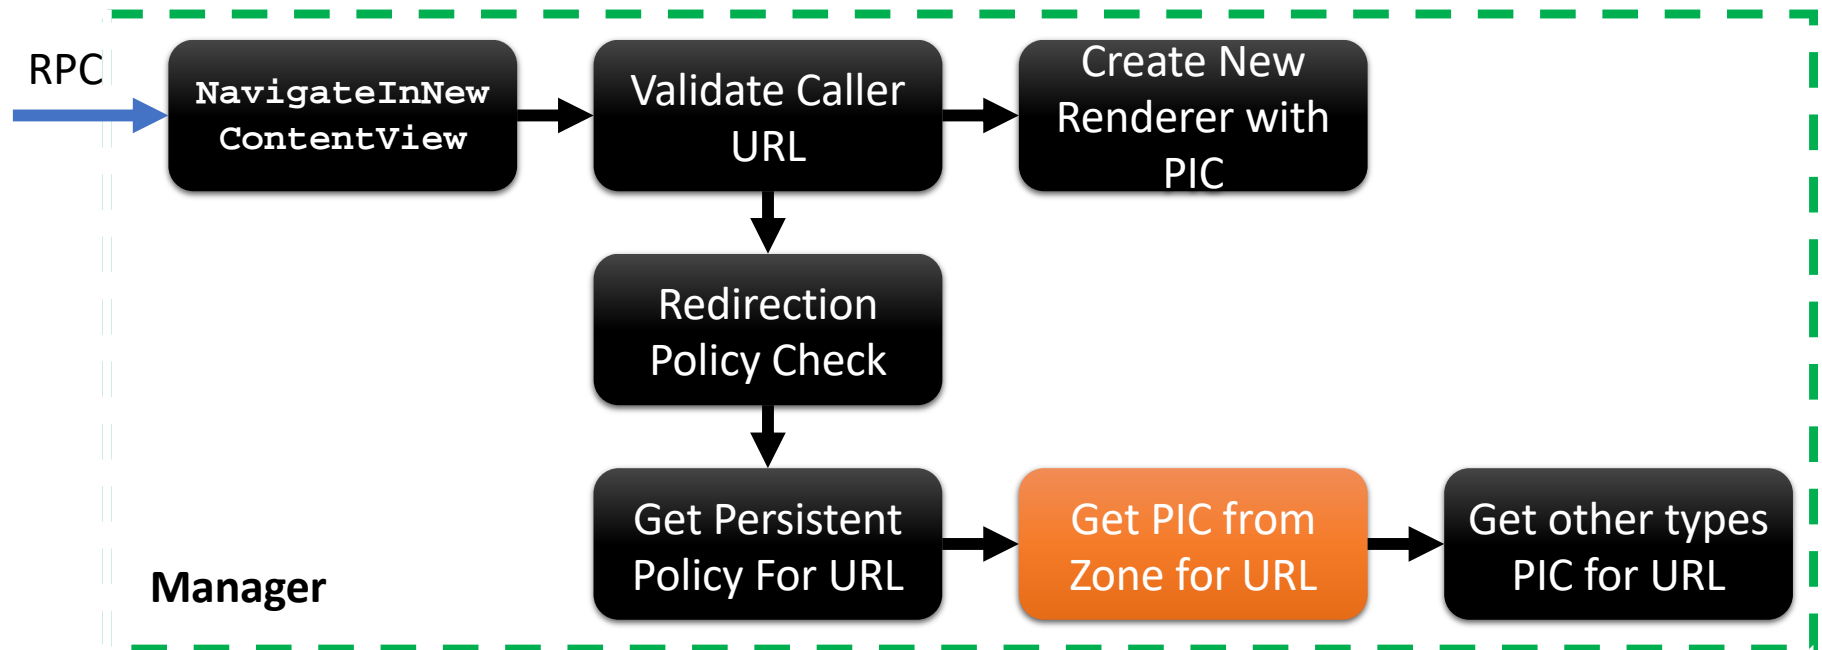 RPC
NavigateInNew
ContentView
Validate Caller
URL
Create New
Renderer with
PIC
Redirection
Policy Check
Get Persistent
Policy For URL
Get PIC from
Zone for URL
Get other types
PIC for URL
Manager